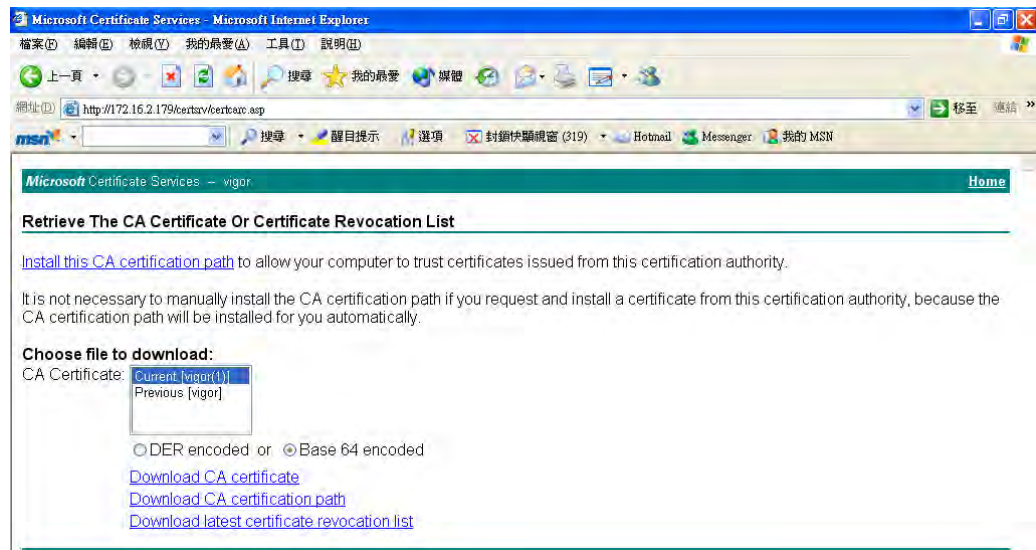 Microsoft Certificate Services - Microsoft Internet Explorer
檔案(F) 編輯(E) 檢視(V) 我的最愛(A) 工具(T) 說明(H)
上一頁 搜尋 我的最愛 媒體
網址(D) http://172.16.2.179/certsrv/certcarc.asp 移至 連結 »
msn 搜尋 醒目提示 選項 封鎖快顯視窗 (319) Hotmail Messenger 我的 MSN
Microsoft Certificate Services -- vigor Home
Retrieve The CA Certificate Or Certificate Revocation List
Install this CA certification path to allow your computer to trust certificates issued from this certification authority.
It is not necessary to manually install the CA certification path if you request and install a certificate from this certification authority, because the
CA certification path will be installed for you automatically.
Choose file to download:
CA Certificate: Current [vigor(1)]
Previous [vigor]
DER encoded or Base 64 encoded
Download CA certificate
Download CA certification path
Download latest certificate revocation list